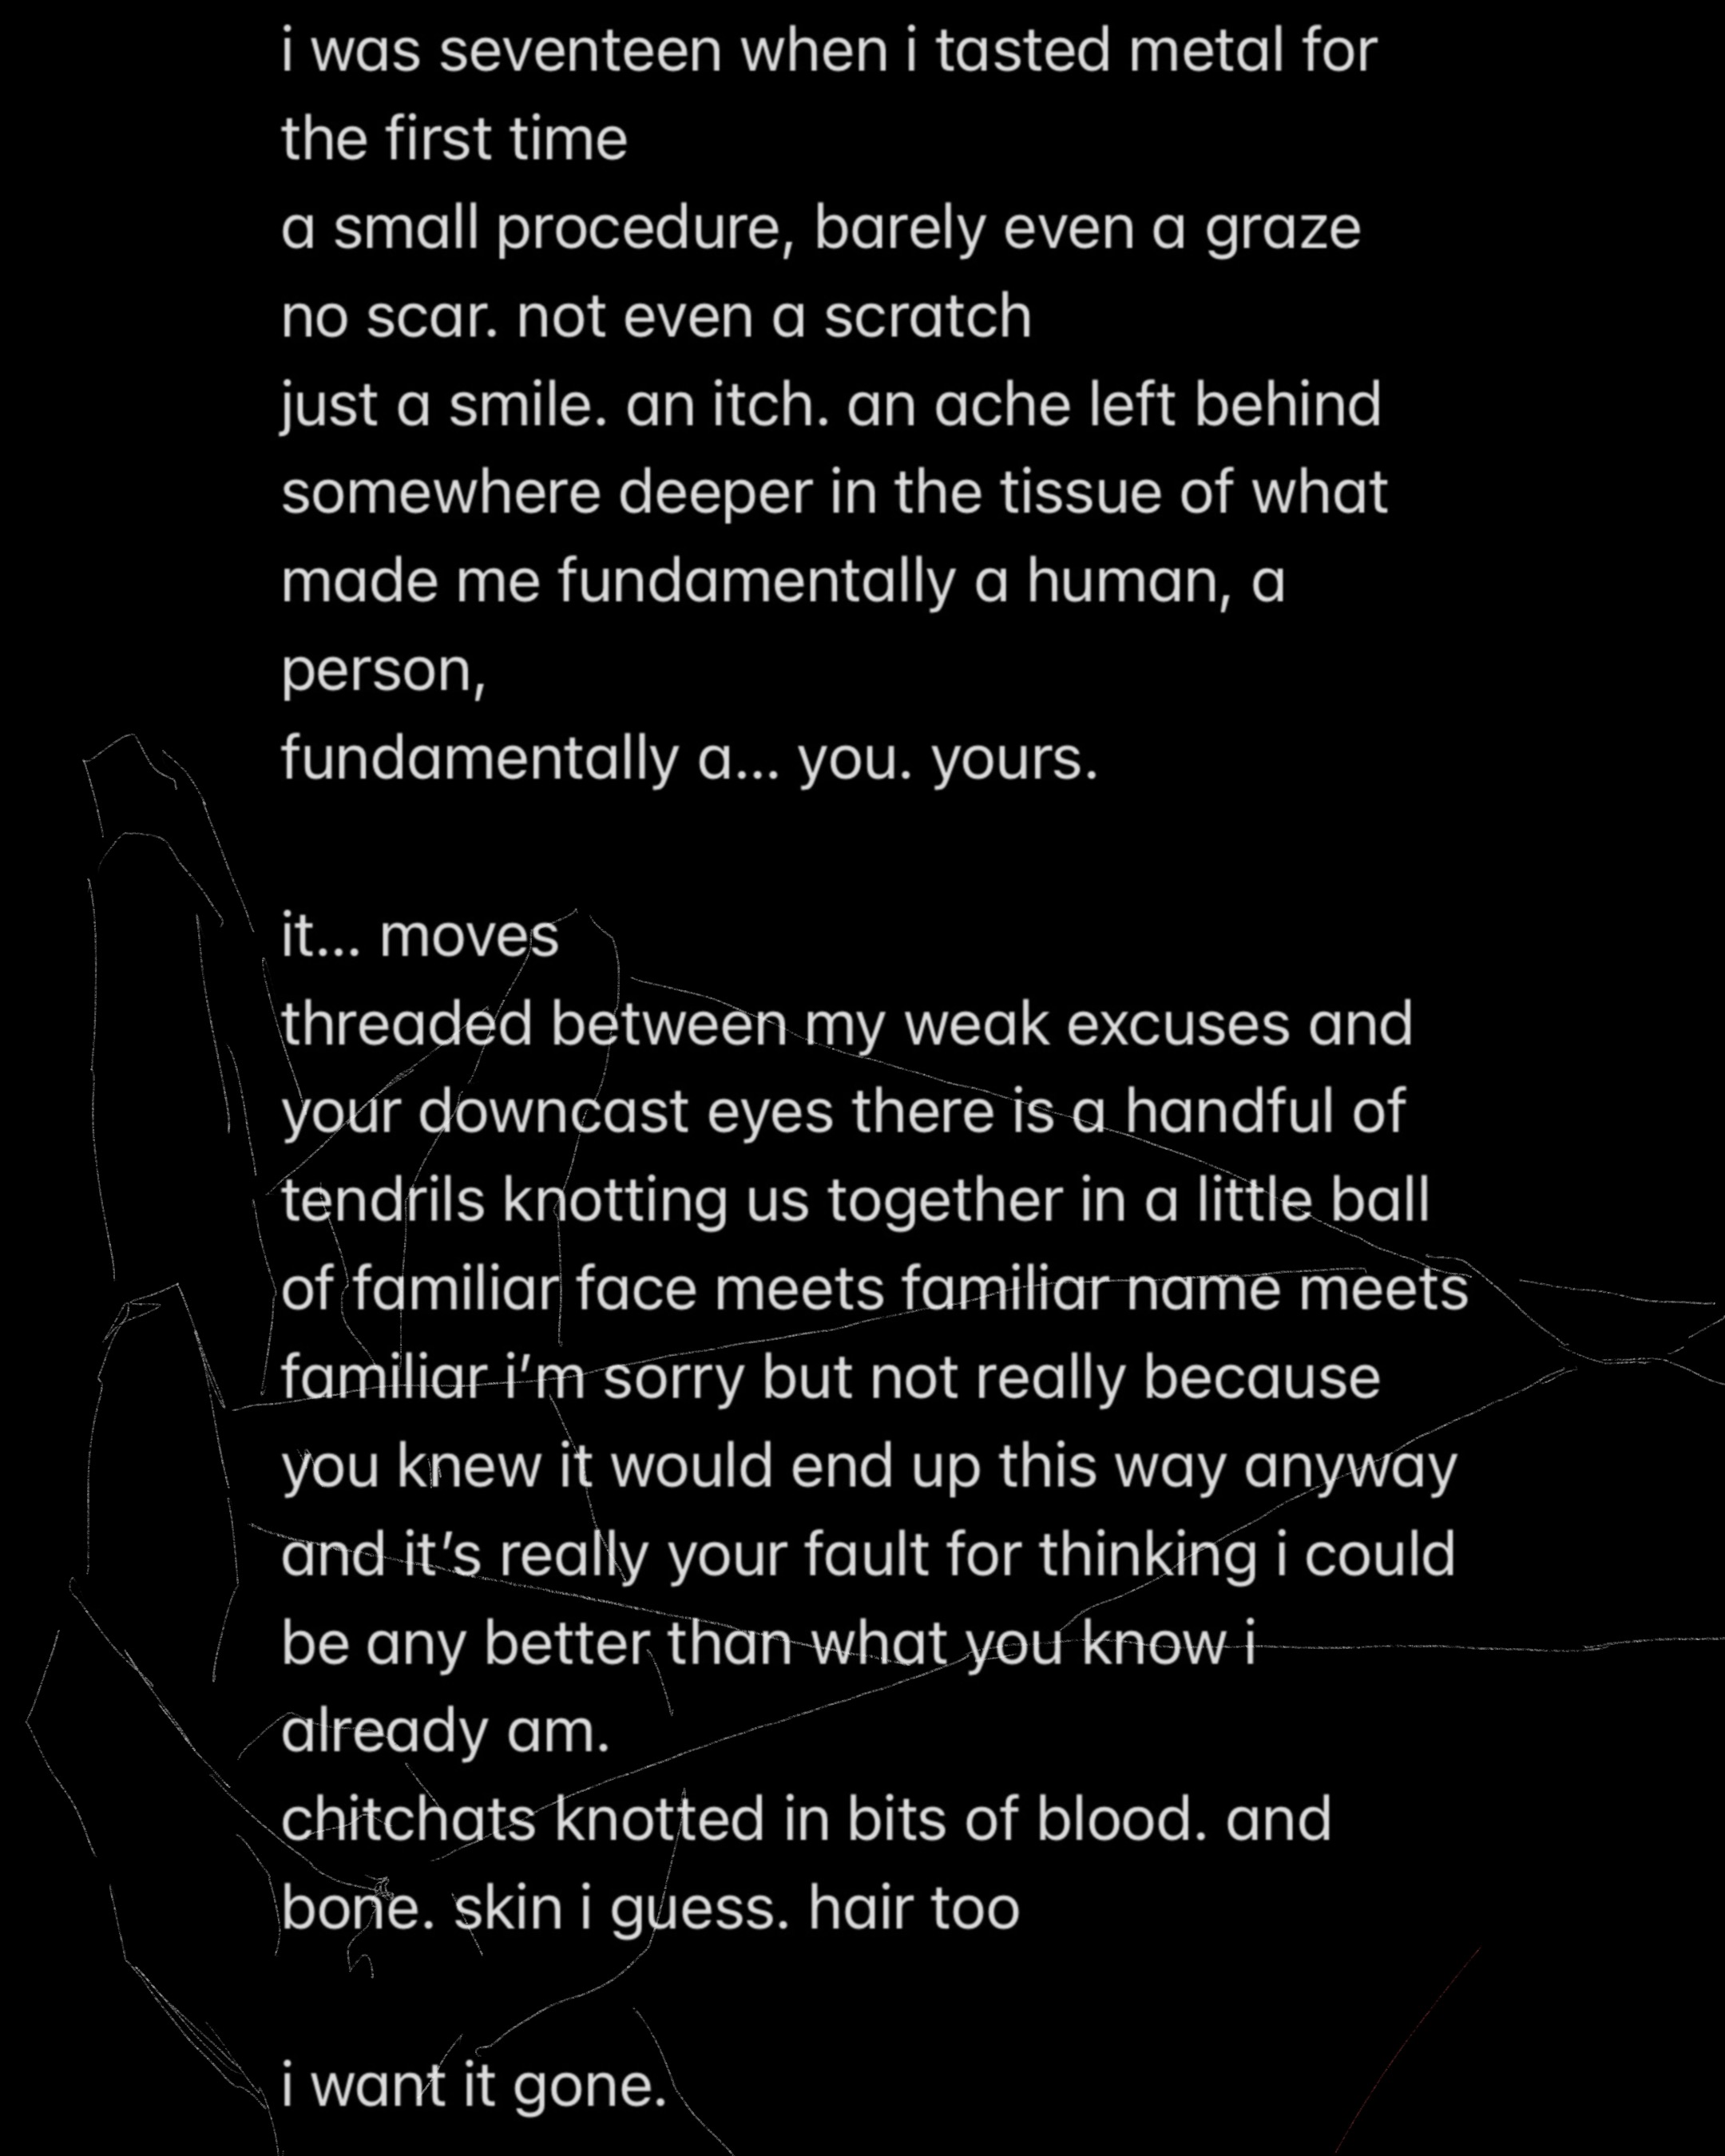 i was seventeen when i tasted metal for
the first time
a small procedure, barely even a graze
no scar. not even a scratch
just a smile. an itch. an ache left behind
somewhere deeper in the tissue of what
made me fundamentally a human, a
person,
fundamentally a... you. yours.
it... moves
threaded between my weak excuses and
your downcast eyes there is a handful of
tendrils knotting us together in a little ball
of familiar face meets familiar name meets
familiar i’m sorry but not really because
you knew it would end up this way anyway
and it’s really your fault for thinking i could
be any better than what you know i
already am.
chitchats knotted in bits of blood. and
bone. skin i guess. hair too
i want it gone.